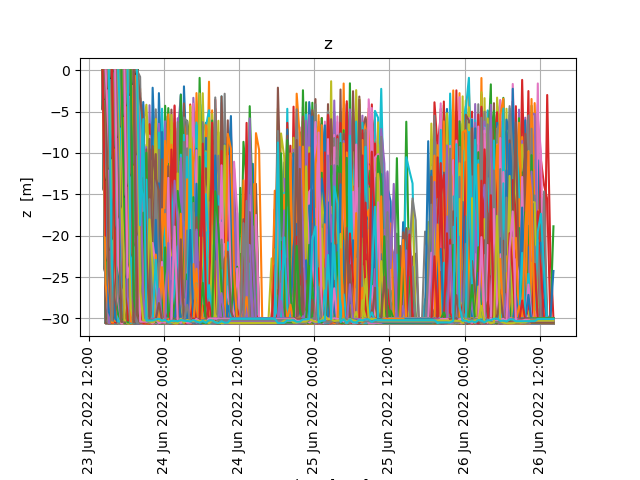 z
0
−5
−10
−15
−20
−25
−30
z [m]
23 Jun 2022 12:00
24 Jun 2022 00:00
24 Jun 2022 12:00
25 Jun 2022 00:00
25 Jun 2022 12:00
26 Jun 2022 00:00
26 Jun 2022 12:00